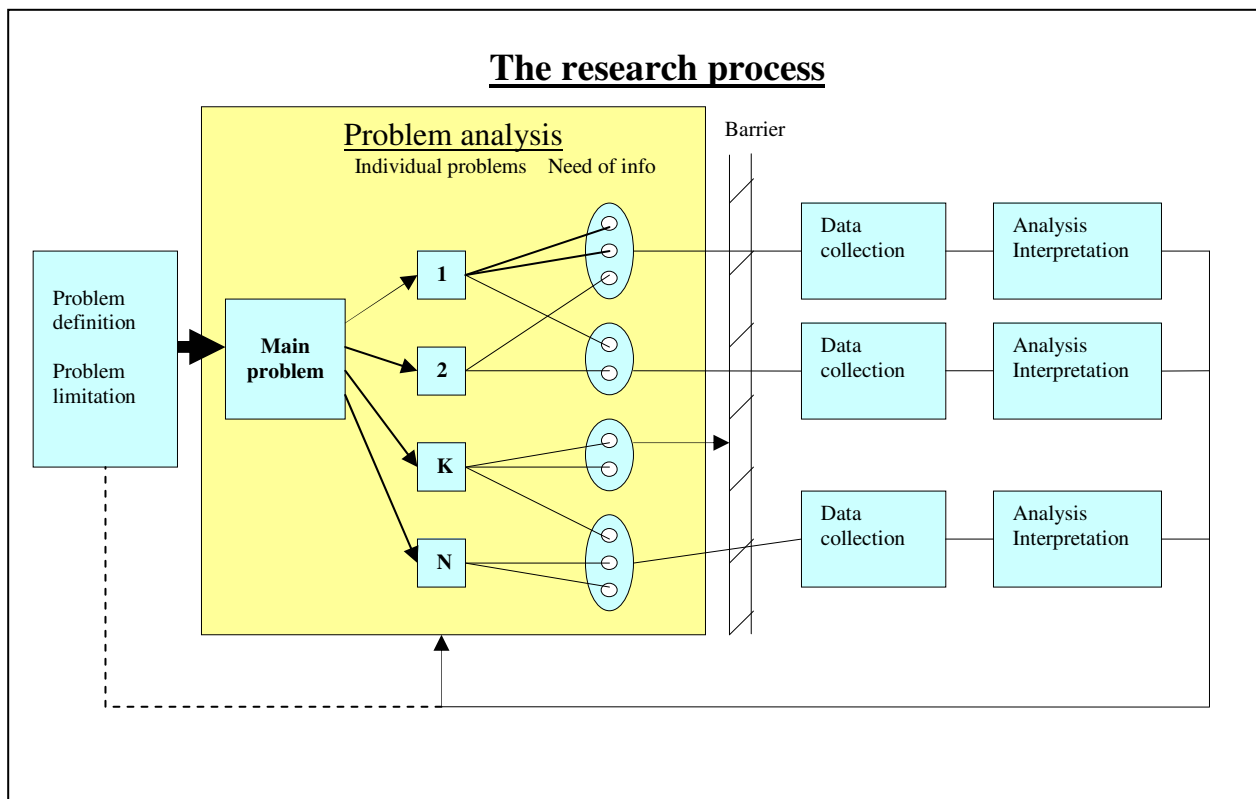 The research process
Problem analysis
Individual problems Need of info
Barrier
Problem
definition
Problem
limitation
Main
problem
1
2
K
N
Data
collection
Analysis
Interpretation
Data
collection
Analysis
Interpretation
Data
collection
Analysis
Interpretation